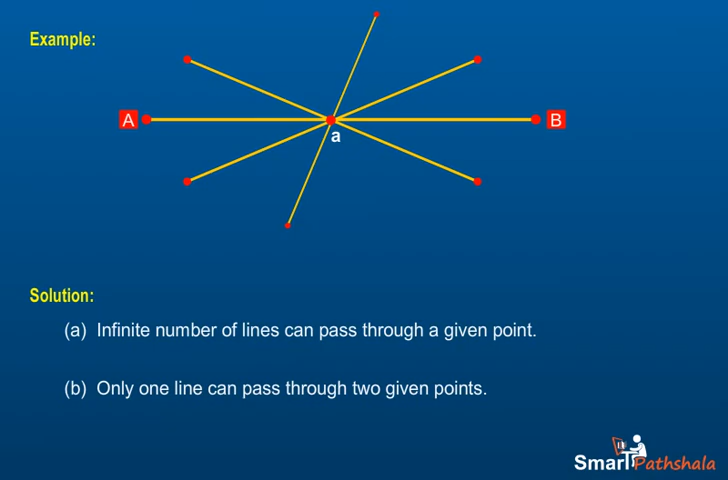 Example:
A
B
a
Solution:
(a) Infinite number of lines can pass through a given point.
(b) Only one line can pass through two given points.
SmarTPathshala